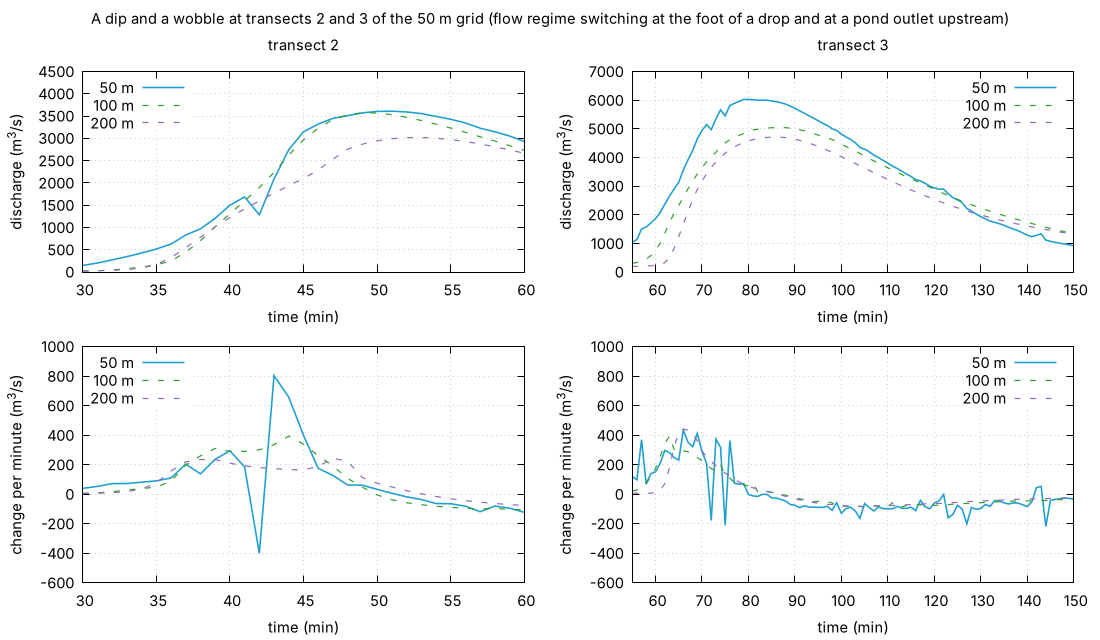 A dip and a wobble at transects 2 and 3 of the 50 m grid (flow regime switching at the foot of a drop and at a pond outlet upstream)
transect 2
4500
4000
3500
3000
2500
2000
1500
1000
500
0
discharge (m³/s)
50 m
100 m
200 m
30 35 40 45 50 55 60
time (min)
transect 3
7000
6000
5000
4000
3000
2000
1000
0
discharge (m³/s)
50 m
100 m
200 m
60 70 80 90 100 110 120 130 140 150
time (min)
1000
800
600
400
200
0
-200
-400
-600
change per minute (m³/s)
50 m
100 m
200 m
30 35 40 45 50 55 60
time (min)
1000
800
600
400
200
0
-200
-400
-600
change per minute (m³/s)
50 m
100 m
200 m
60 70 80 90 100 110 120 130 140 150
time (min)